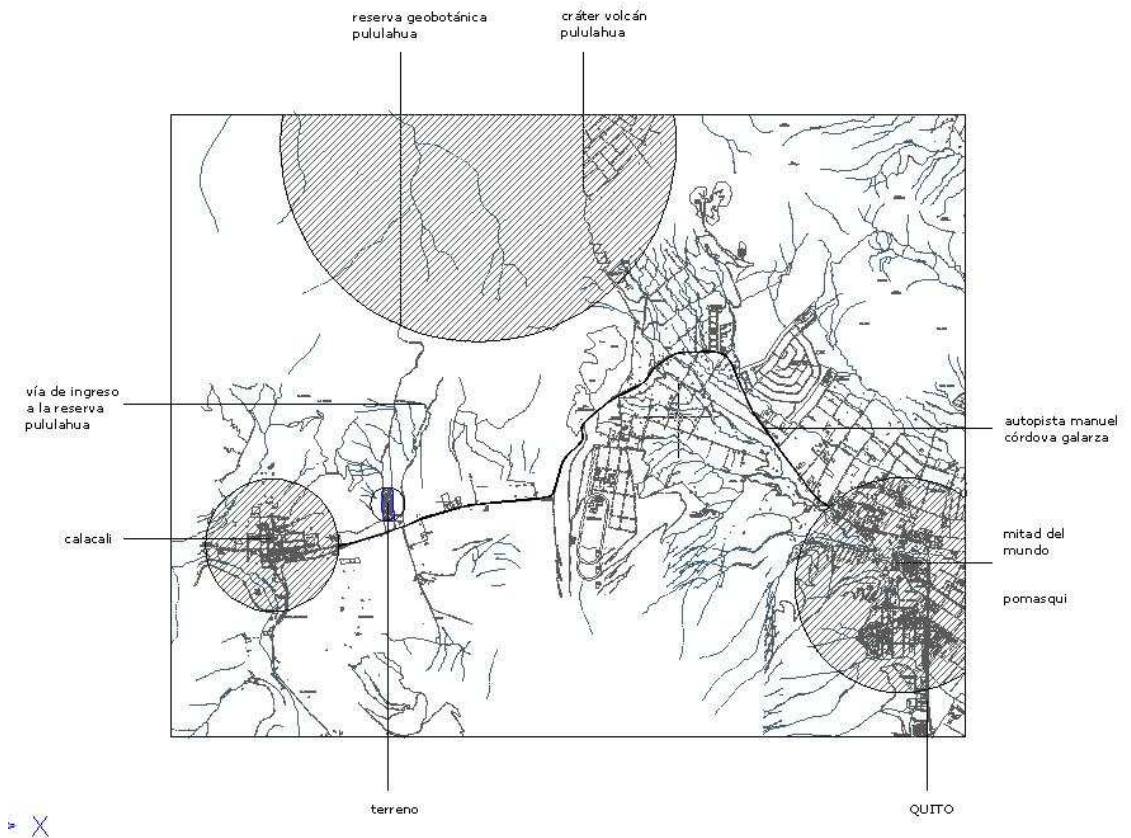 reserva geobotánica
pululahua
cráter volcán
pululahua
vía de ingreso
a la reserva
pululahua
autopista manuel
córdova galarza
calacali
mitad del
mundo
pomasqui
terreno
QUITO
X